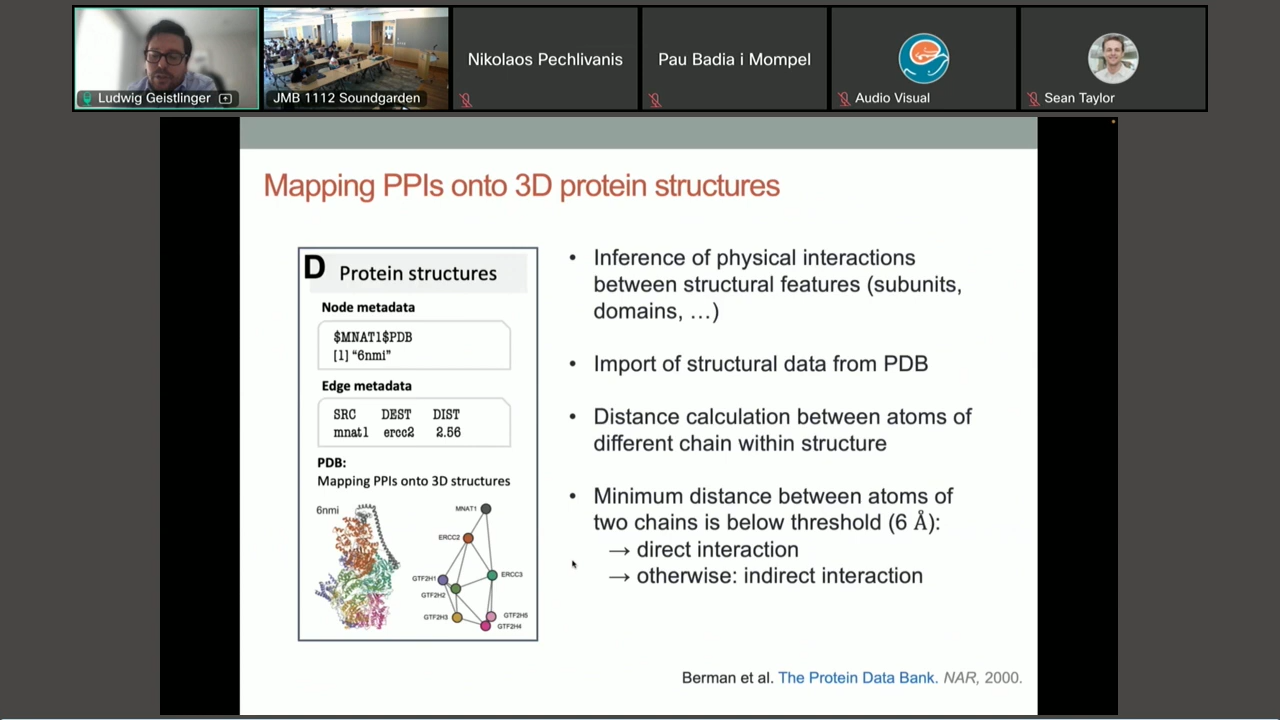 Ludwig Geistlinger
JMB 1112 Soundgarden
Nikolaos Pechlivanis
Pau Badia i Mompel
Audio Visual
Sean Taylor
Mapping PPIs onto 3D protein structures
D Protein structures
Node metadata
$MNAT1$PDB
[1] “6nmi”
Edge metadata
SRC DEST DIST
mnat1 ercc2 2.56
PDB:
Mapping PPIs onto 3D structures
6nmi
MNAT1
ERCC2
GTF2H1
ERCC3
GTF2H2
GTF2H3
GTF2H5
GTF2H4
• Inference of physical interactions
between structural features (subunits,
domains, …)
• Import of structural data from PDB
• Distance calculation between atoms of
different chain within structure
• Minimum distance between atoms of
two chains is below threshold (6 Å):
→ direct interaction
→ otherwise: indirect interaction
Berman et al. The Protein Data Bank. NAR, 2000.